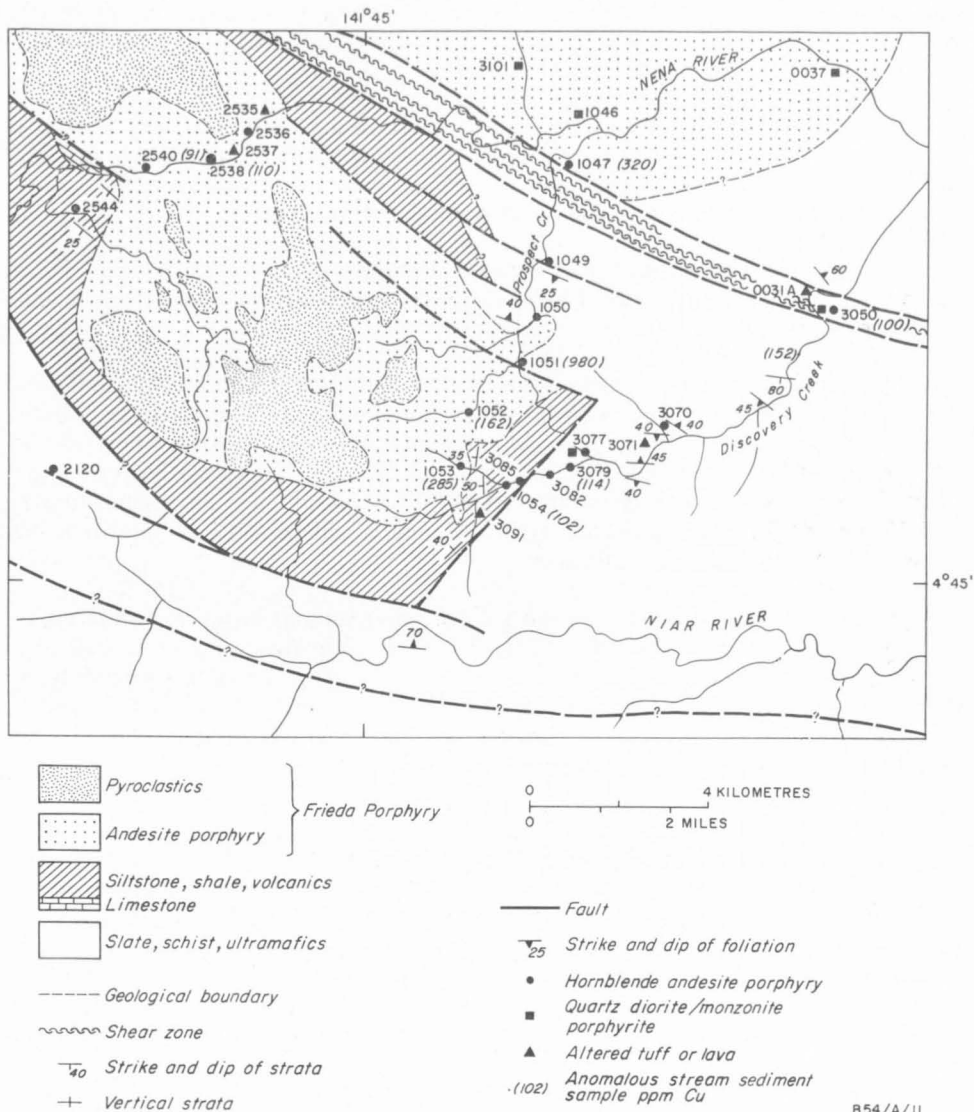 141°45'
3101
NENA RIVER
0037
2535
1046
2536
2537
2540 (91)
2538 (110)
1047 (320)
?
2544
25
Prospect Cr
1049
60
0031A
40
25
1050
3050
(100)
1051 (980)
(152)
80
45
Discovery Creek
1052
(162)
3070
40
40
3077
3071
45
35
1053
(285)
50
3085
3079
(114)
40
3082
2120
1054 (102)
3091
40
?
4°45'
NIAR RIVER
70
?
?
?
?
?
?
Pyroclastics
Andesite porphyry
Frieda Porphyry
Siltstone, shale, volcanics
Limestone
Slate, schist, ultramafics
Geological boundary
Shear zone
40 Strike and dip of strata
Vertical strata
0 4 KILOMETRES
0 2 MILES
Fault
25 Strike and dip of foliation
Hornblende andesite porphyry
Quartz diorite/monzonite
porphyrite
Altered tuff or lava
.(102) Anomalous stream sediment
sample ppm Cu
B54/A/11